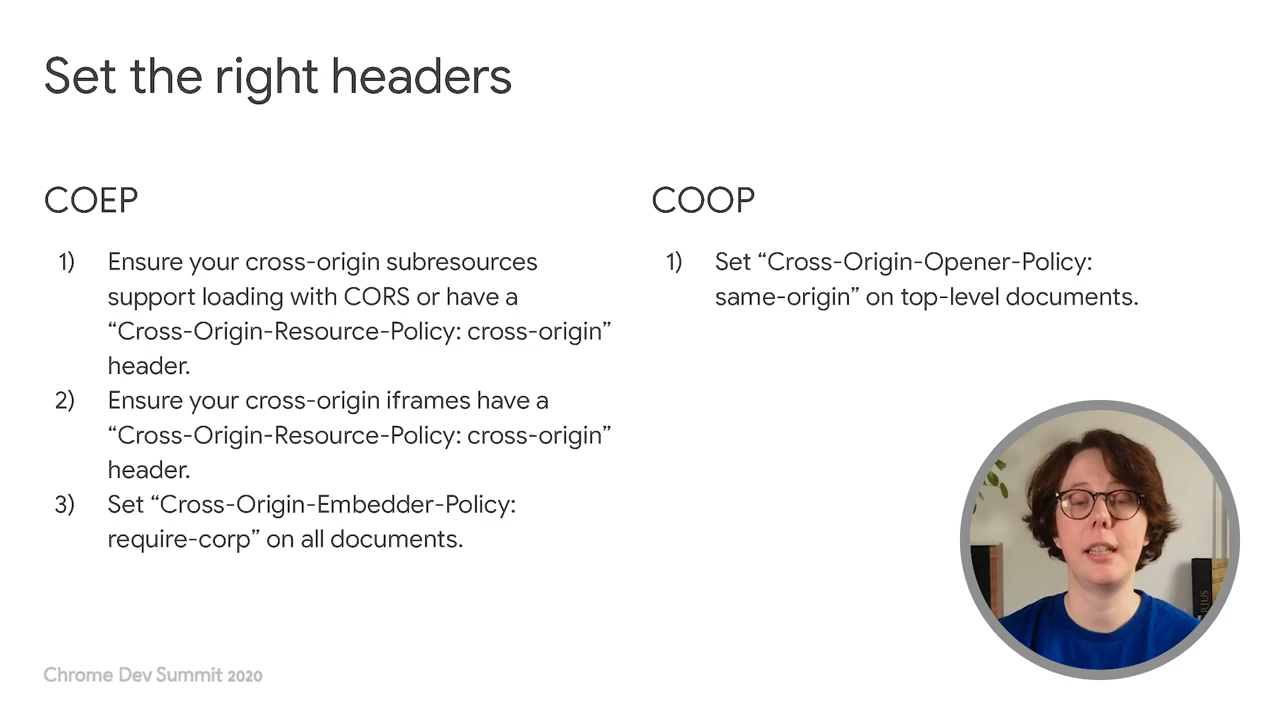 Set the right headers
COEP
1) Ensure your cross-origin subresources
support loading with CORS or have a
“Cross-Origin-Resource-Policy: cross-origin”
header.
2) Ensure your cross-origin iframes have a
“Cross-Origin-Resource-Policy: cross-origin”
header.
3) Set “Cross-Origin-Embedder-Policy:
require-corp” on all documents.
COOP
1) Set “Cross-Origin-Opener-Policy:
same-origin” on top-level documents.
Chrome Dev Summit 2020